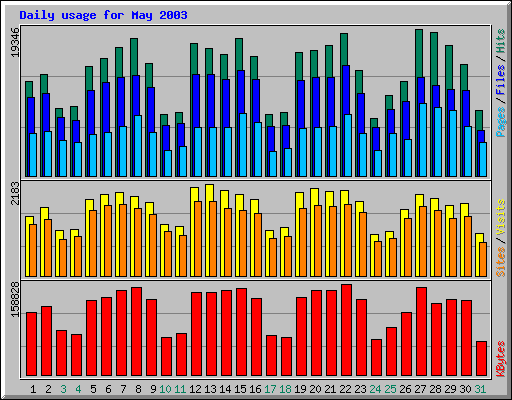 Daily usage for May 2003
19346
Pages / Files / Hits
2183
Sites / Visits
158828
KBytes
1 2 3 4 5 6 7 8 9 10 11 12 13 14 15 16 17 18 19 20 21 22 23 24 25 26 27 28 29 30 31